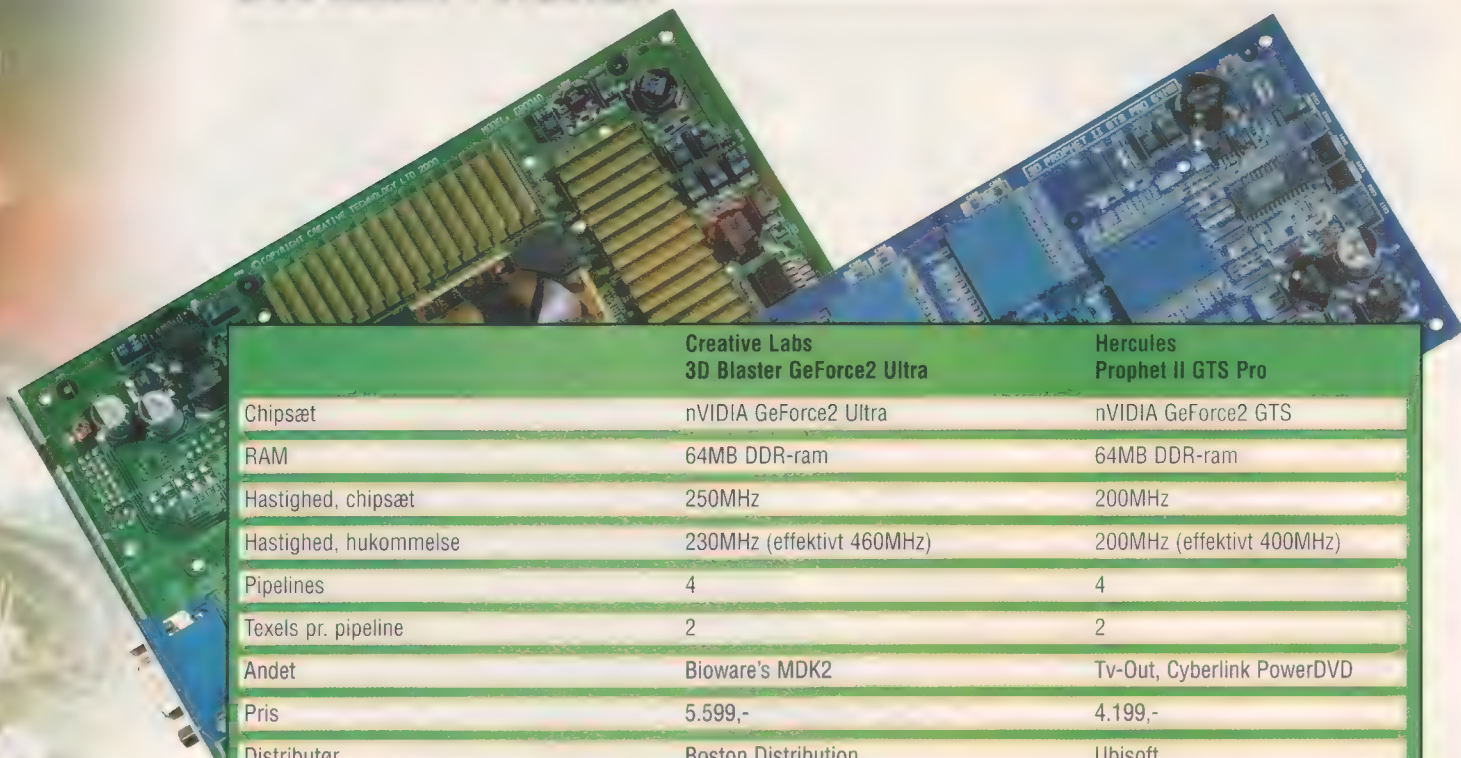 MODEL: CR0040
©COPYRIGHT CREATIVE TECHNOLOGY LTD 2000
3D PROPHET II GTS PRO 64MB
Creative Labs Hercules
3D Blaster GeForce2 Ultra Prophet II GTS Pro
Chipsæt nVIDIA GeForce2 Ultra nVIDIA GeForce2 GTS
RAM 64MB DDR-ram 64MB DDR-ram
Hastighed, chipsæt 250MHz 200MHz
Hastighed, hukommelse 230MHz (effektivt 460MHz) 200MHz (effektivt 400MHz)
Pipelines 4 4
Texels pr. pipeline 2 2
Andet Bioware's MDK2 Tv-Out, Cyberlink PowerDVD
Pris 5.599,- 4.199,-
Distributør Boston Distribution Ubisoft